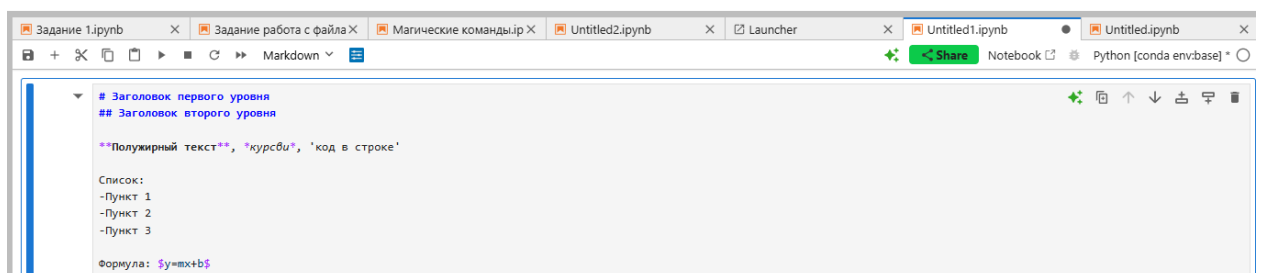 Задание 1.ipynb
Задание работа с файла
Магические команды.ip
Untitled2.ipynb
Launcher
Untitled1.ipynb
Untitled.ipynb
Markdown
Share
Notebook
Python [conda env:base] *
# Заголовок первого уровня
## Заголовок второго уровня
**Полужирный текст**, *курсви*, 'код в строке'
Список:
-Пункт 1
-Пункт 2
-Пункт 3
Формула: $y=mx+b$